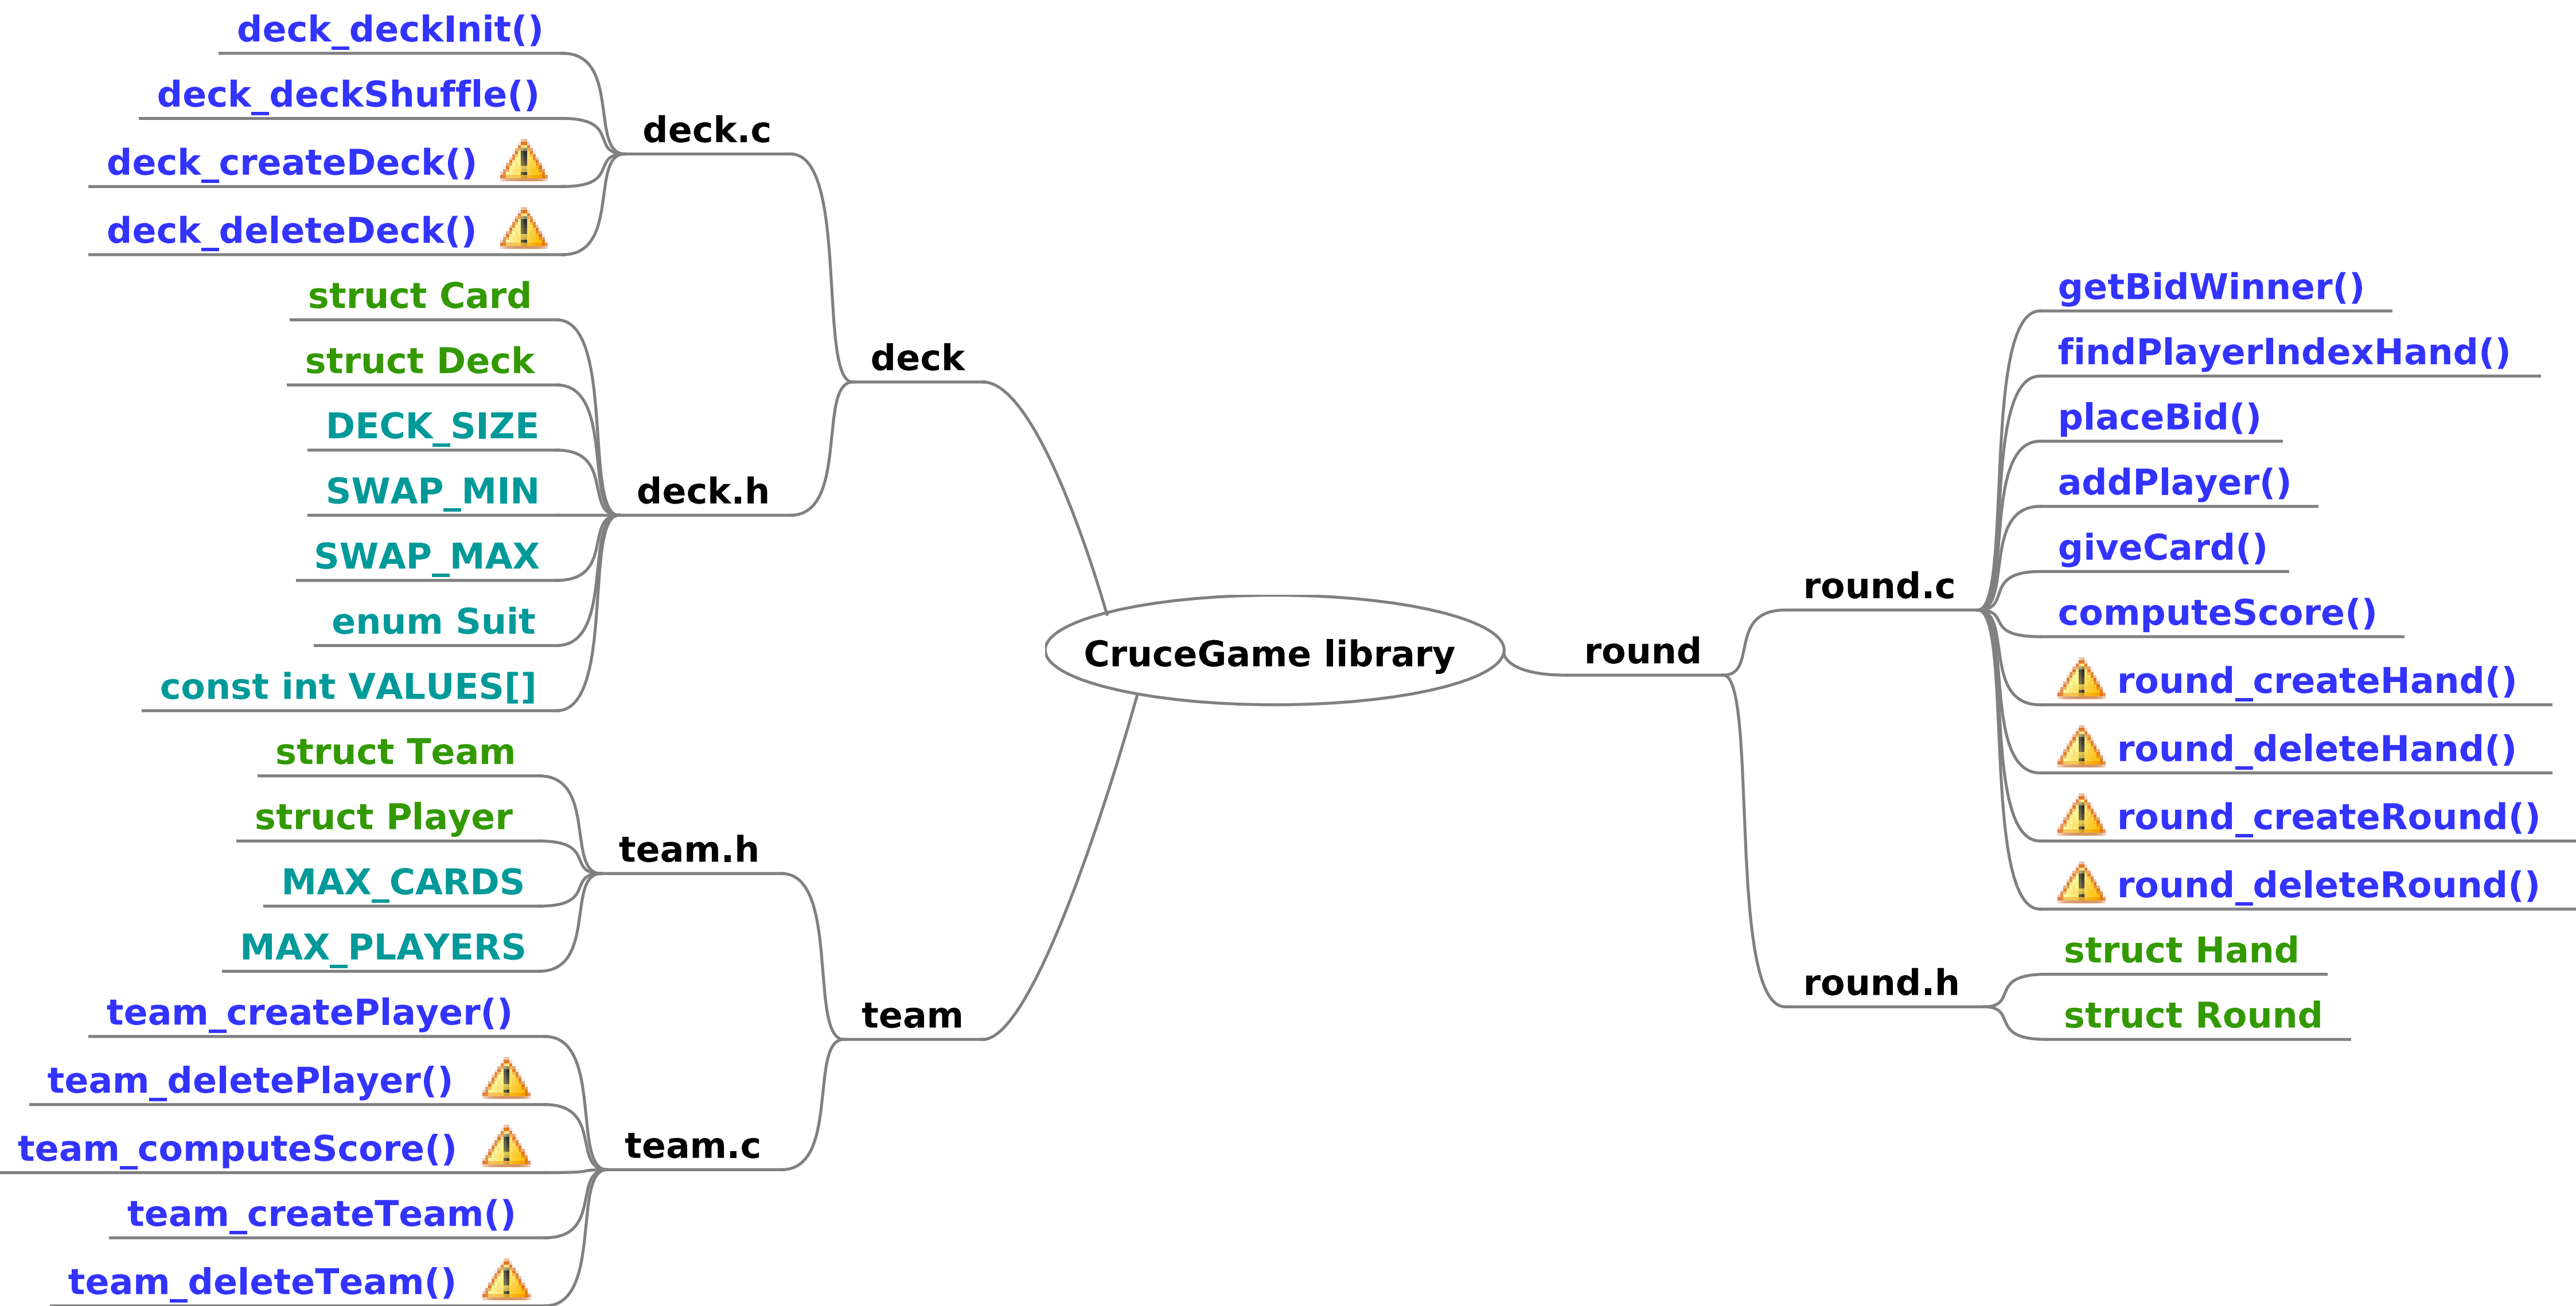 deck_deckInit()
deck_deckShuffle()
deck_createDeck()
deck_deleteDeck()
deck.c
struct Card
struct Deck
DECK_SIZE
SWAP_MIN
SWAP_MAX
enum Suit
const int VALUES[]
deck.h
deck
struct Team
struct Player
MAX_CARDS
MAX_PLAYERS
team.h
team_createPlayer()
team_deletePlayer()
team_computeScore()
team_createTeam()
team_deleteTeam()
team.c
team
CruceGame library
round
round.c
getBidWinner()
findPlayerIndexHand()
placeBid()
addPlayer()
giveCard()
computeScore()
round_createHand()
round_deleteHand()
round_createRound()
round_deleteRound()
round.h
struct Hand
struct Round